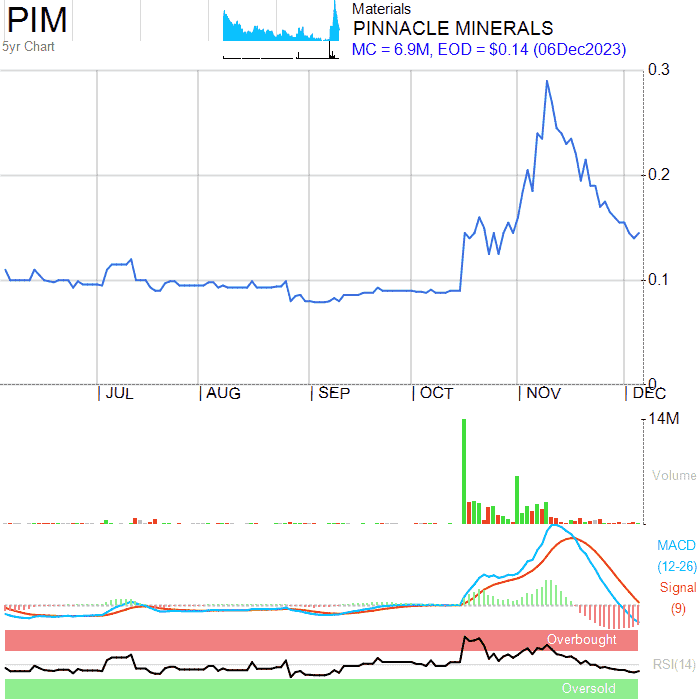 PIM
5yr Chart
Materials
PINNACLE MINERALS
MC = 6.9M, EOD = $0.14 (06Dec2023)
0.3
0.2
0.1
0
JUL
AUG
SEP
OCT
NOV
DEC
14M
Volume
MACD
(12-26)
Signal
(9)
Overbought
RSI(14)
Oversold